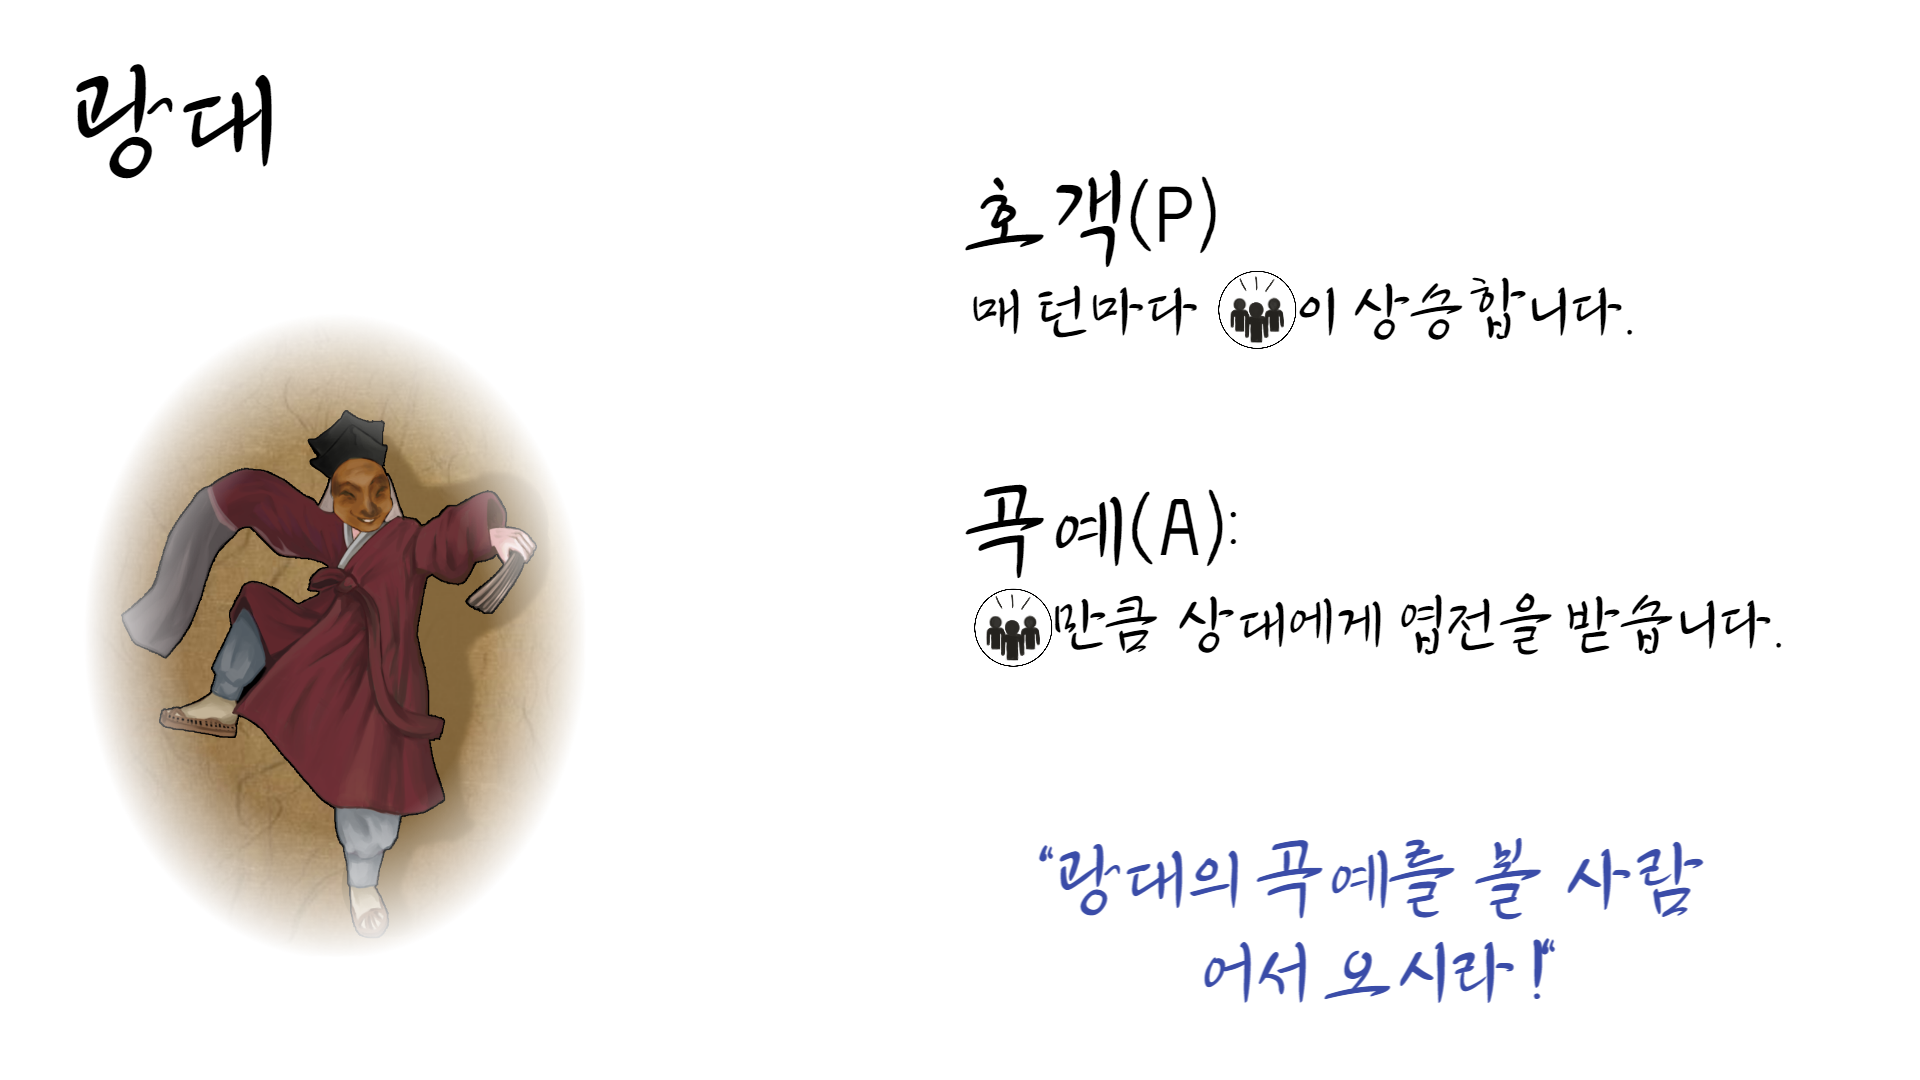 광대
호객(P)
매 턴마다 이 상승합니다.
곡예(A):
만큼 상대에게 엽전을 받습니다.
“광대의 곡예를 볼 사람
어서 오시라!“